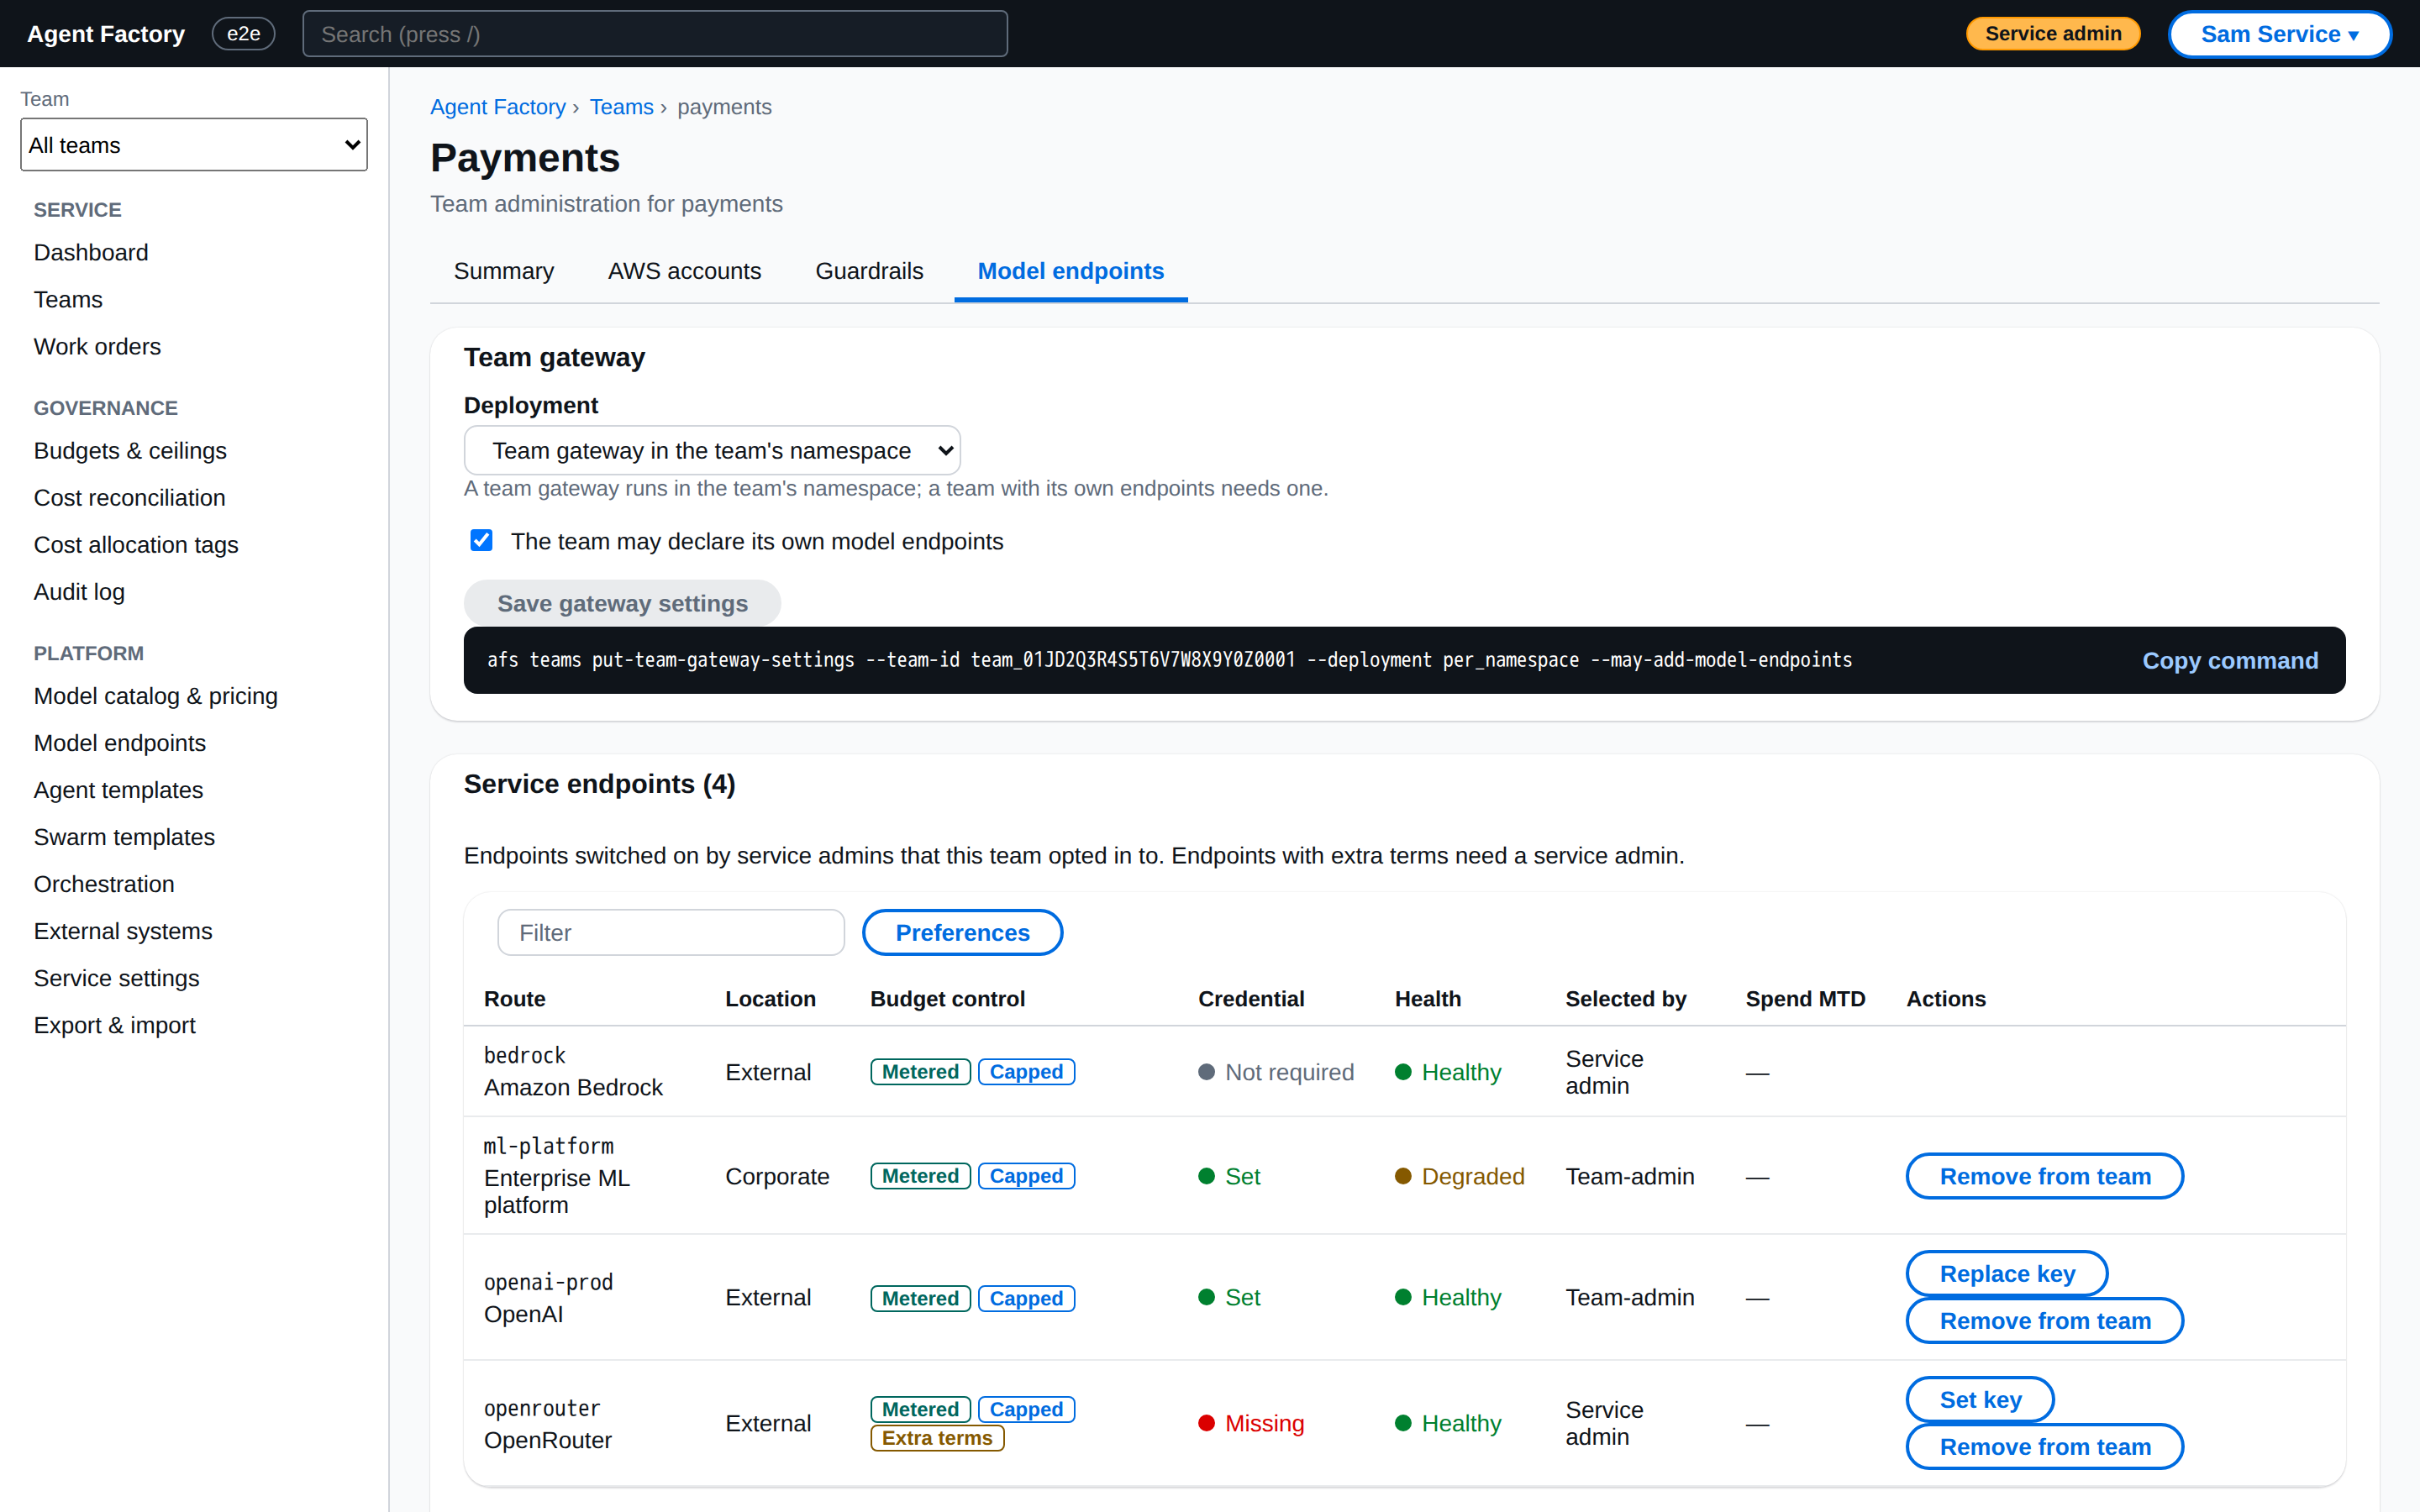 Agent Factory e2e Search (press /) Service admin Sam Service ▾
Team
All teams
SERVICE
Dashboard
Teams
Work orders
GOVERNANCE
Budgets & ceilings
Cost reconciliation
Cost allocation tags
Audit log
PLATFORM
Model catalog & pricing
Model endpoints
Agent templates
Swarm templates
Orchestration
External systems
Service settings
Export & import
Agent Factory › Teams › payments
Payments
Team administration for payments
Summary AWS accounts Guardrails Model endpoints
Team gateway
Deployment
Team gateway in the team's namespace
A team gateway runs in the team's namespace; a team with its own endpoints needs one.
The team may declare its own model endpoints
Save gateway settings
afs teams put-team-gateway-settings --team-id team_01JD2Q3R4S5T6V7W8X9Y0Z0001 --deployment per_namespace --may-add-model-endpoints Copy command
Service endpoints (4)
Endpoints switched on by service admins that this team opted in to. Endpoints with extra terms need a service admin.
Filter Preferences
Route Location Budget control Credential Health Selected by Spend MTD Actions
bedrock
Amazon Bedrock
External Metered Capped Not required Healthy
Service
admin
—
ml-platform
Enterprise ML
platform
Corporate Metered Capped Set Degraded Team-admin — Remove from team
openai-prod
OpenAI
External Metered Capped Set Healthy Team-admin —
Replace key
Remove from team
openrouter
OpenRouter
External
Metered Capped
Extra terms
Missing Healthy
Service
admin
—
Set key
Remove from team